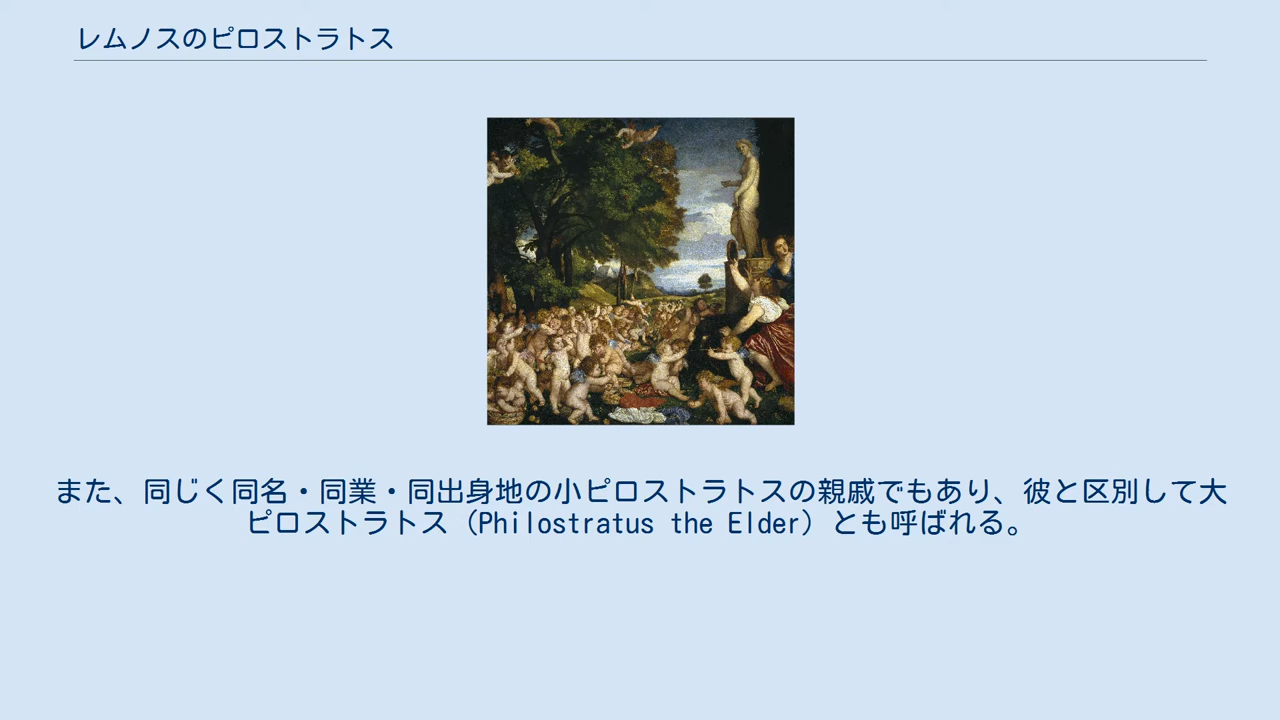 レムノスのピロストラトス
また、同じく同名・同業・同出身地の小ピロストラトスの親戚でもあり、彼と区別して大
ピロストラトス（Philostratus the Elder）とも呼ばれる。